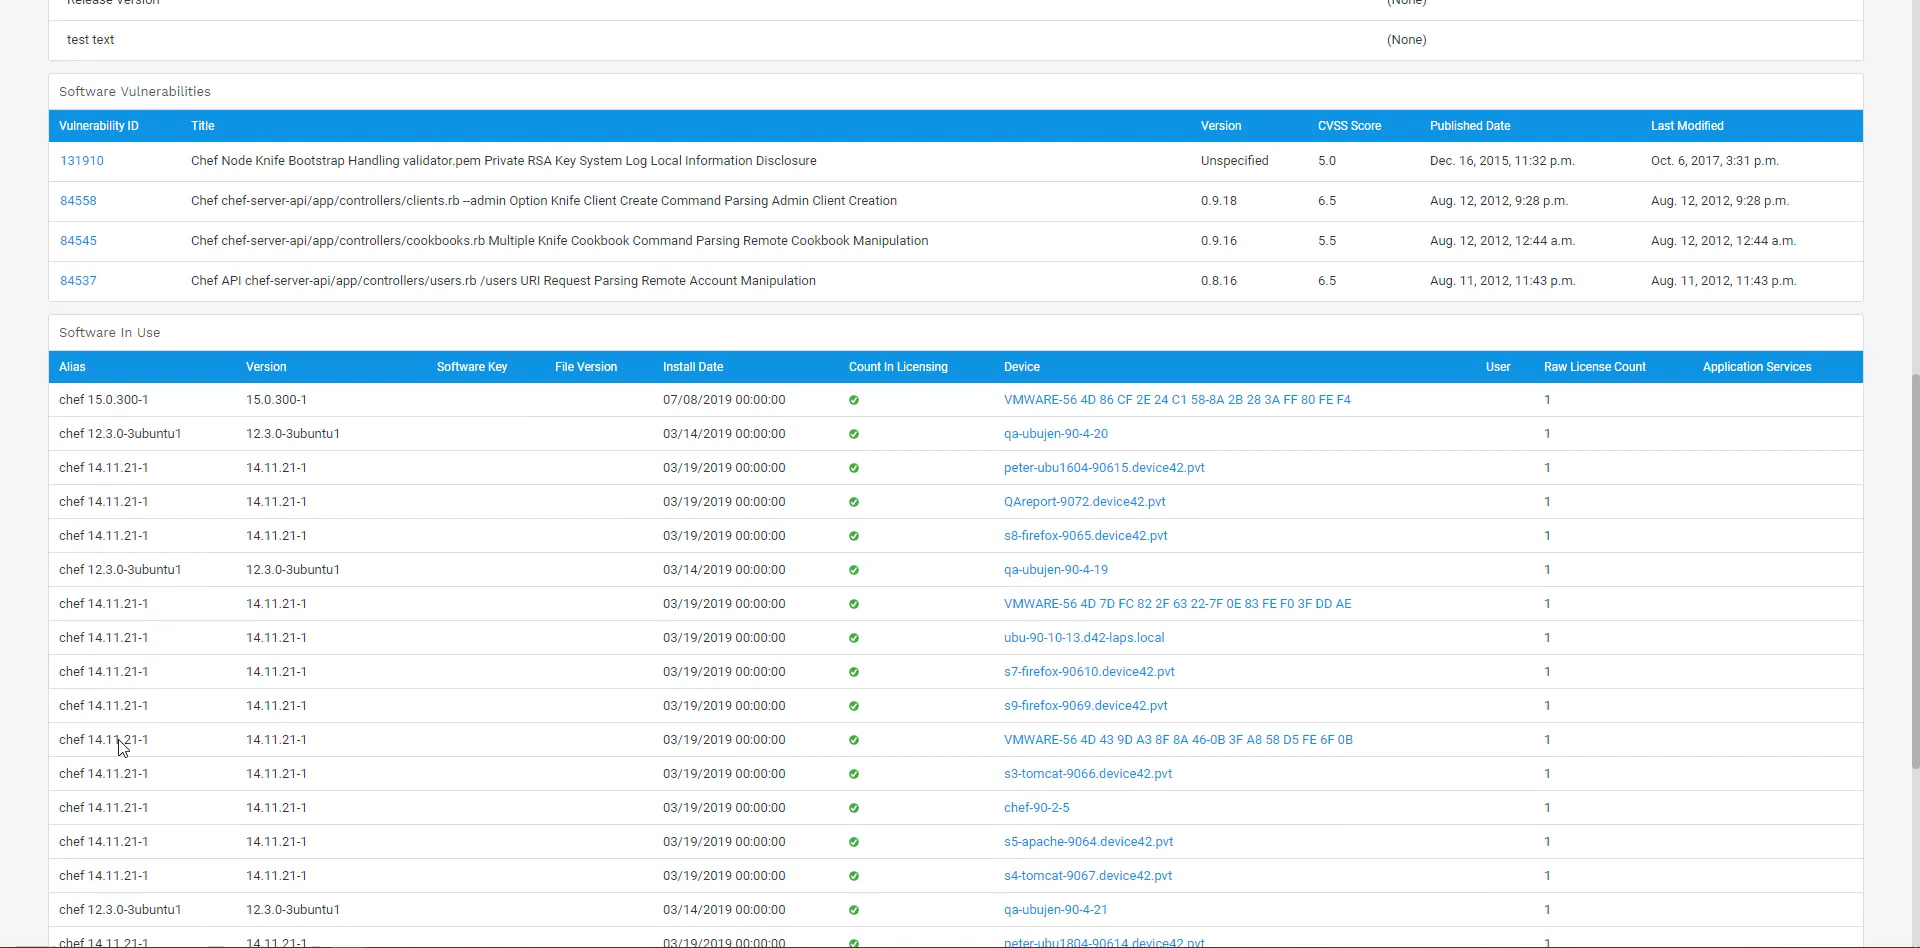 Release Version (None)
test text (None)
Software Vulnerabilities
Vulnerability ID Title Version CVSS Score Published Date Last Modified
131910 Chef Node Knife Bootstrap Handling validator.pem Private RSA Key System Log Local Information Disclosure Unspecified 5.0 Dec. 16, 2015, 11:32 p.m. Oct. 6, 2017, 3:31 p.m.
84558 Chef chef-server-api/app/controllers/clients.rb --admin Option Knife Client Create Command Parsing Admin Client Creation 0.9.18 6.5 Aug. 12, 2012, 9:28 p.m. Aug. 12, 2012, 9:28 p.m.
84545 Chef chef-server-api/app/controllers/cookbooks.rb Multiple Knife Cookbook Command Parsing Remote Cookbook Manipulation 0.9.16 5.5 Aug. 12, 2012, 12:44 a.m. Aug. 12, 2012, 12:44 a.m.
84537 Chef API chef-server-api/app/controllers/users.rb /users URI Request Parsing Remote Account Manipulation 0.8.16 6.5 Aug. 11, 2012, 11:43 p.m. Aug. 11, 2012, 11:43 p.m.
Software In Use
Alias Version Software Key File Version Install Date Count In Licensing Device User Raw License Count Application Services
chef 15.0.300-1 15.0.300-1 07/08/2019 00:00:00 VMWARE-56 4D 86 CF 2E 24 C1 58-8A 2B 28 3A FF 80 FE F4 1
chef 12.3.0-3ubuntu1 12.3.0-3ubuntu1 03/14/2019 00:00:00 qa-ubujen-90-4-20 1
chef 14.11.21-1 14.11.21-1 03/19/2019 00:00:00 peter-ubu1604-90615.device42.pvt 1
chef 14.11.21-1 14.11.21-1 03/19/2019 00:00:00 QAreport-9072.device42.pvt 1
chef 14.11.21-1 14.11.21-1 03/19/2019 00:00:00 s8-firefox-9065.device42.pvt 1
chef 12.3.0-3ubuntu1 12.3.0-3ubuntu1 03/14/2019 00:00:00 qa-ubujen-90-4-19 1
chef 14.11.21-1 14.11.21-1 03/19/2019 00:00:00 VMWARE-56 4D 7D FC 82 2F 63 22-7F 0E 83 FE F0 3F DD AE 1
chef 14.11.21-1 14.11.21-1 03/19/2019 00:00:00 ubu-90-10-13.d42-laps.local 1
chef 14.11.21-1 14.11.21-1 03/19/2019 00:00:00 s7-firefox-90610.device42.pvt 1
chef 14.11.21-1 14.11.21-1 03/19/2019 00:00:00 s9-firefox-9069.device42.pvt 1
chef 14.11.21-1 14.11.21-1 03/19/2019 00:00:00 VMWARE-56 4D 43 9D A3 8F 8A 46-0B 3F A8 58 D5 FE 6F 0B 1
chef 14.11.21-1 14.11.21-1 03/19/2019 00:00:00 s3-tomcat-9066.device42.pvt 1
chef 14.11.21-1 14.11.21-1 03/19/2019 00:00:00 chef-90-2-5 1
chef 14.11.21-1 14.11.21-1 03/19/2019 00:00:00 s5-apache-9064.device42.pvt 1
chef 14.11.21-1 14.11.21-1 03/19/2019 00:00:00 s4-tomcat-9067.device42.pvt 1
chef 12.3.0-3ubuntu1 12.3.0-3ubuntu1 03/14/2019 00:00:00 qa-ubujen-90-4-21 1
chef 14.11.21-1 14.11.21-1 03/19/2019 00:00:00 peter-ubu1804-90614.device42.pvt 1